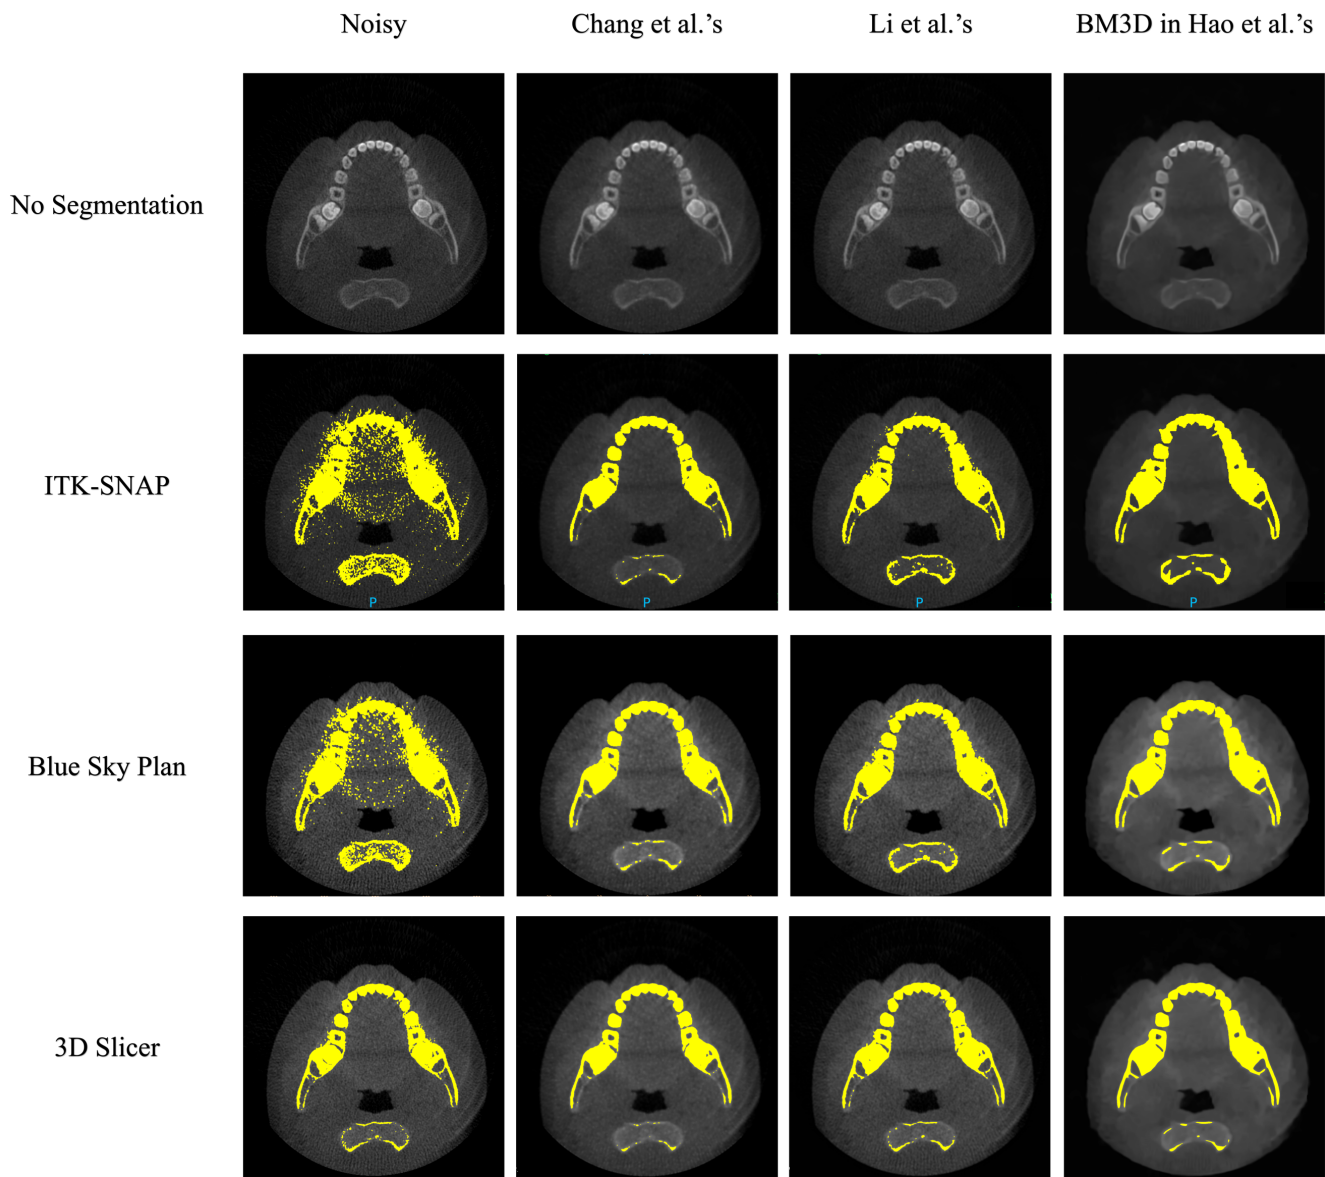 Noisy Chang et al.'s Li et al.'s BM3D in Hao et al.'s
No Segmentation
ITK-SNAP
P P P P
Blue Sky Plan
3D Slicer